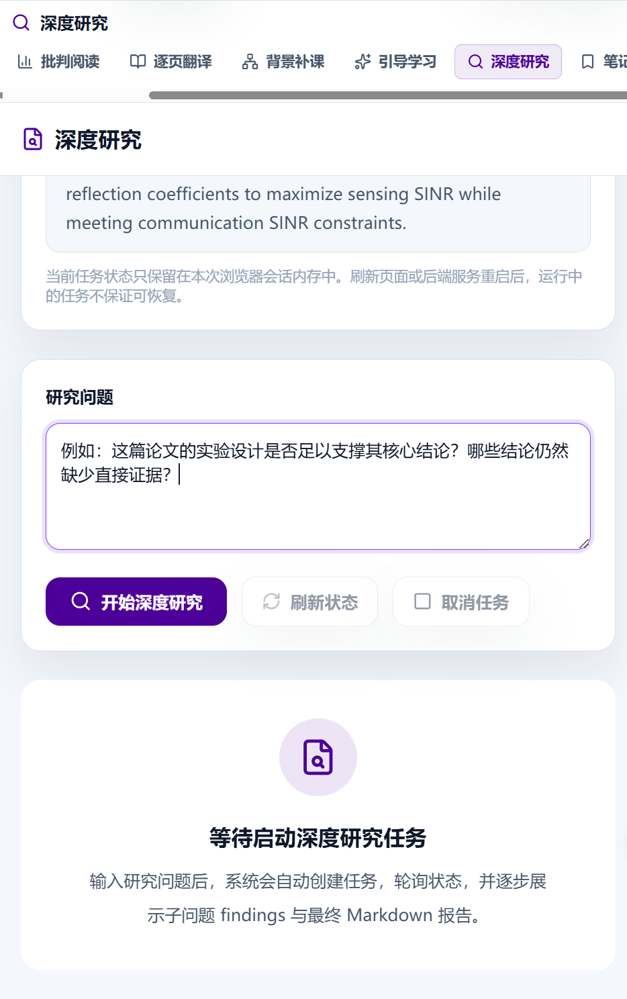 深度研究
批判阅读 逐页翻译 背景补课 引导学习 深度研究 笔记
深度研究
reflection coefficients to maximize sensing SINR while
meeting communication SINR constraints.
当前任务状态只保留在本次浏览器会话内存中。刷新页面或后端服务重启后，运行中
的任务不保证可恢复。
研究问题
例如：这篇论文的实验设计是否足以支撑其核心结论？哪些结论仍然
缺少直接证据？
开始深度研究 刷新状态 取消任务
等待启动深度研究任务
输入研究问题后，系统会自动创建任务，轮询状态，并逐步展
示子问题 findings 与最终 Markdown 报告。